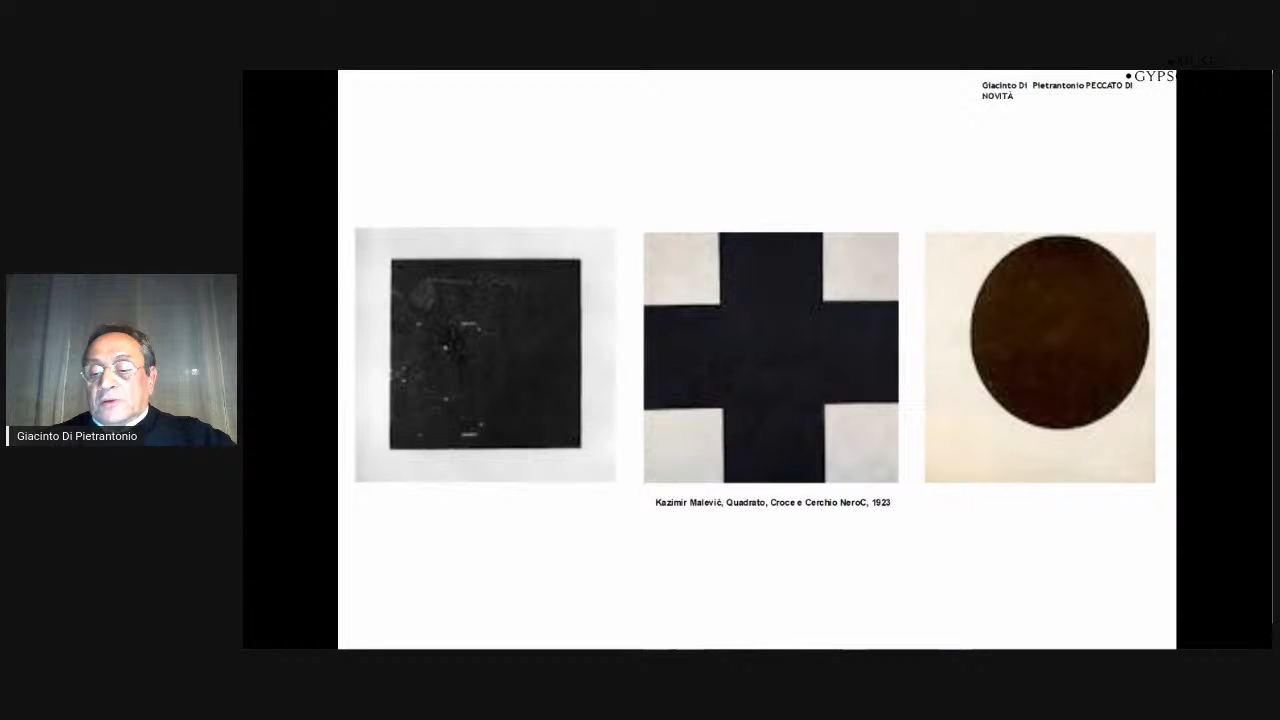 • GYPS
Giacinto Di Pietrantonio PECCATO DI
NOVITÀ
Giacinto Di Pietrantonio
Kazimir Malevič, Quadrato, Croce e Cerchio NeroC, 1923